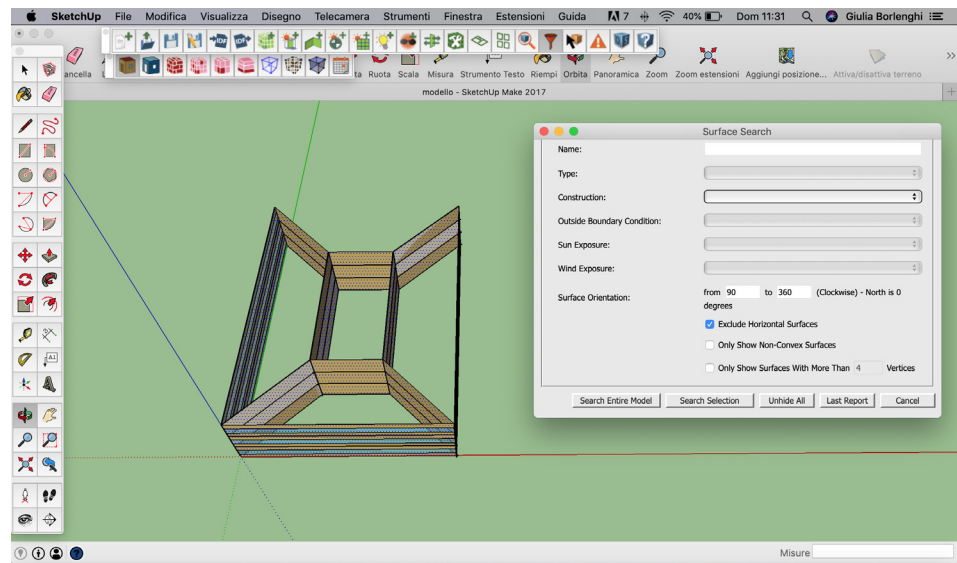 SketchUp File Modifica Visualizza Disegno Telecamera Strumenti Finestra Estensioni Guida 7 40% Dom 11:31 Giulia Borlenghi
IDF IDF
ancella ta Ruota Scala Misura Strumento Testo Riempi Orbita Panoramica Zoom Zoom estensioni Aggiungi posizione... Attiva/disattiva terreno
modello - SketchUp Make 2017
Surface Search
Name:
Type:
Construction:
Outside Boundary Condition:
Sun Exposure:
Wind Exposure:
Surface Orientation: from 90 to 360 (Clockwise) - North is 0
degrees
Exclude Horizontal Surfaces
Only Show Non-Convex Surfaces
Only Show Surfaces With More Than 4 Vertices
Search Entire Model Search Selection Unhide All Last Report Cancel
A1
Misure